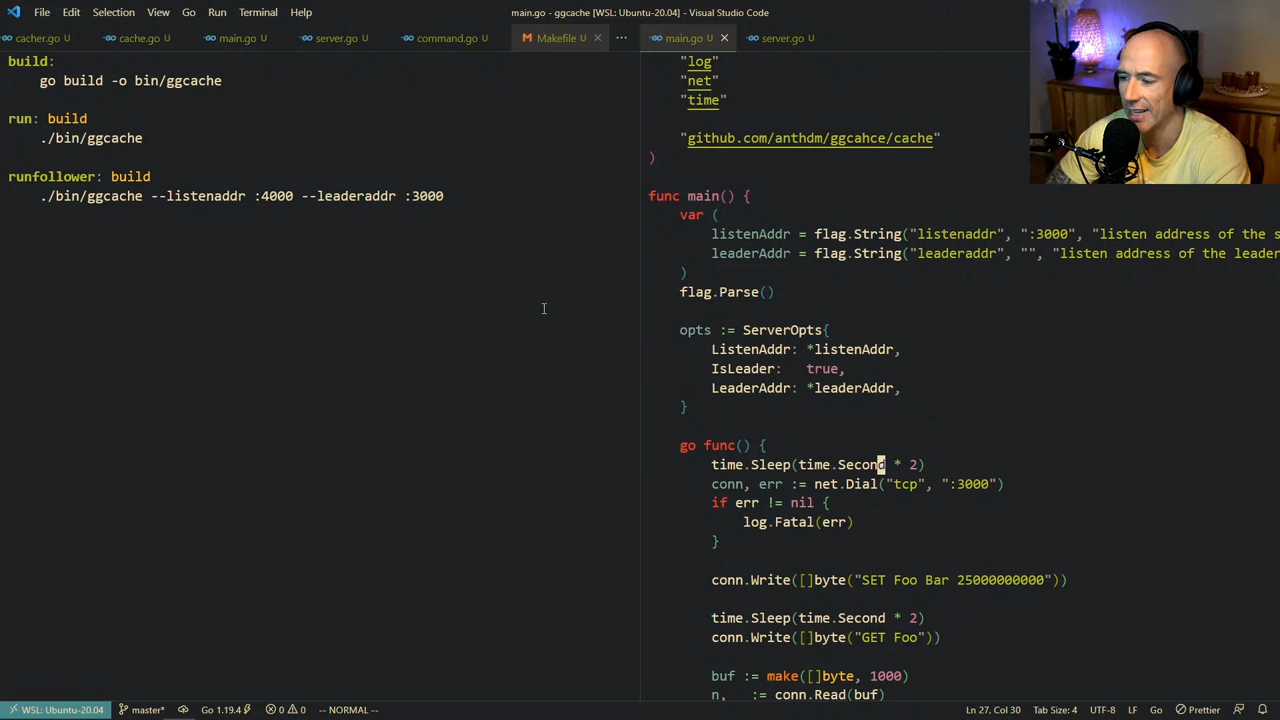 File Edit Selection View Go Run Terminal Help
main.go - ggcache [WSL: Ubuntu-20.04] - Visual Studio Code
cacher.go U cache.go U main.go U server.go U command.go U Makefile U main.go U server.go U
build:
go build -o bin/ggcache
run: build
./bin/ggcache
runfollower: build
./bin/ggcache --listenaddr :4000 --leaderaddr :3000
"log"
"net"
"time"
"github.com/anthdm/ggcahce/cache"
)
func main() {
var (
listenAddr = flag.String("listenaddr", ":3000", "listen address of the s
leaderAddr = flag.String("leaderaddr", "", "listen address of the leader
)
flag.Parse()
opts := ServerOpts{
ListenAddr: *listenAddr,
IsLeader: true,
LeaderAddr: *leaderAddr,
}
go func() {
time.Sleep(time.Second * 2)
conn, err := net.Dial("tcp", ":3000")
if err != nil {
log.Fatal(err)
}
conn.Write([]byte("SET Foo Bar 25000000000"))
time.Sleep(time.Second * 2)
conn.Write([]byte("GET Foo"))
buf := make([]byte, 1000)
n, := conn.Read(buf)
WSL: Ubuntu-20.04 master* Go 1.19.4 0 0 -- NORMAL -- Ln 27, Col 30 Tab Size: 4 UTF-8 LF Go Prettier